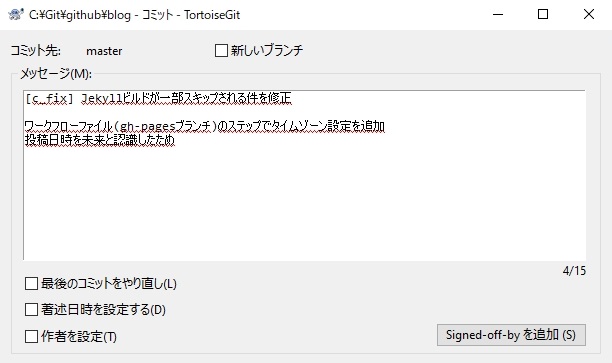 C:¥Git¥github¥blog - コミット - TortoiseGit
コミット先: master 新しいブランチ
メッセージ(M):
[c_fix] Jekyllビルドが一部スキップされる件を修正
ワークフローファイル(gh-pagesブランチ)のステップでタイムゾーン設定を追加
投稿日時を未来と認識したため
4/15
最後のコミットをやり直し(L)
著述日時を設定する(D)
作者を設定(T)
Signed-off-by を追加 (S)